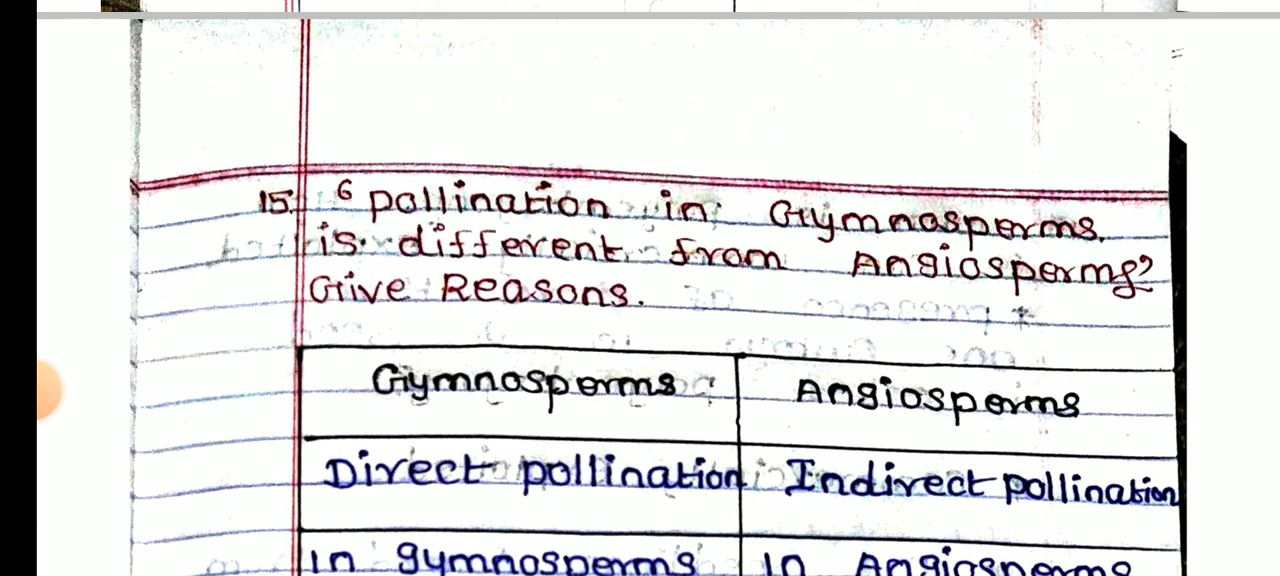 15. 6 pollination in Gymnosperms.
is different from Angiosperms?
Give Reasons.
Gymnosperms Angiosperms
Direct pollination Indirect pollination
In gymnosperms In Angiosperms